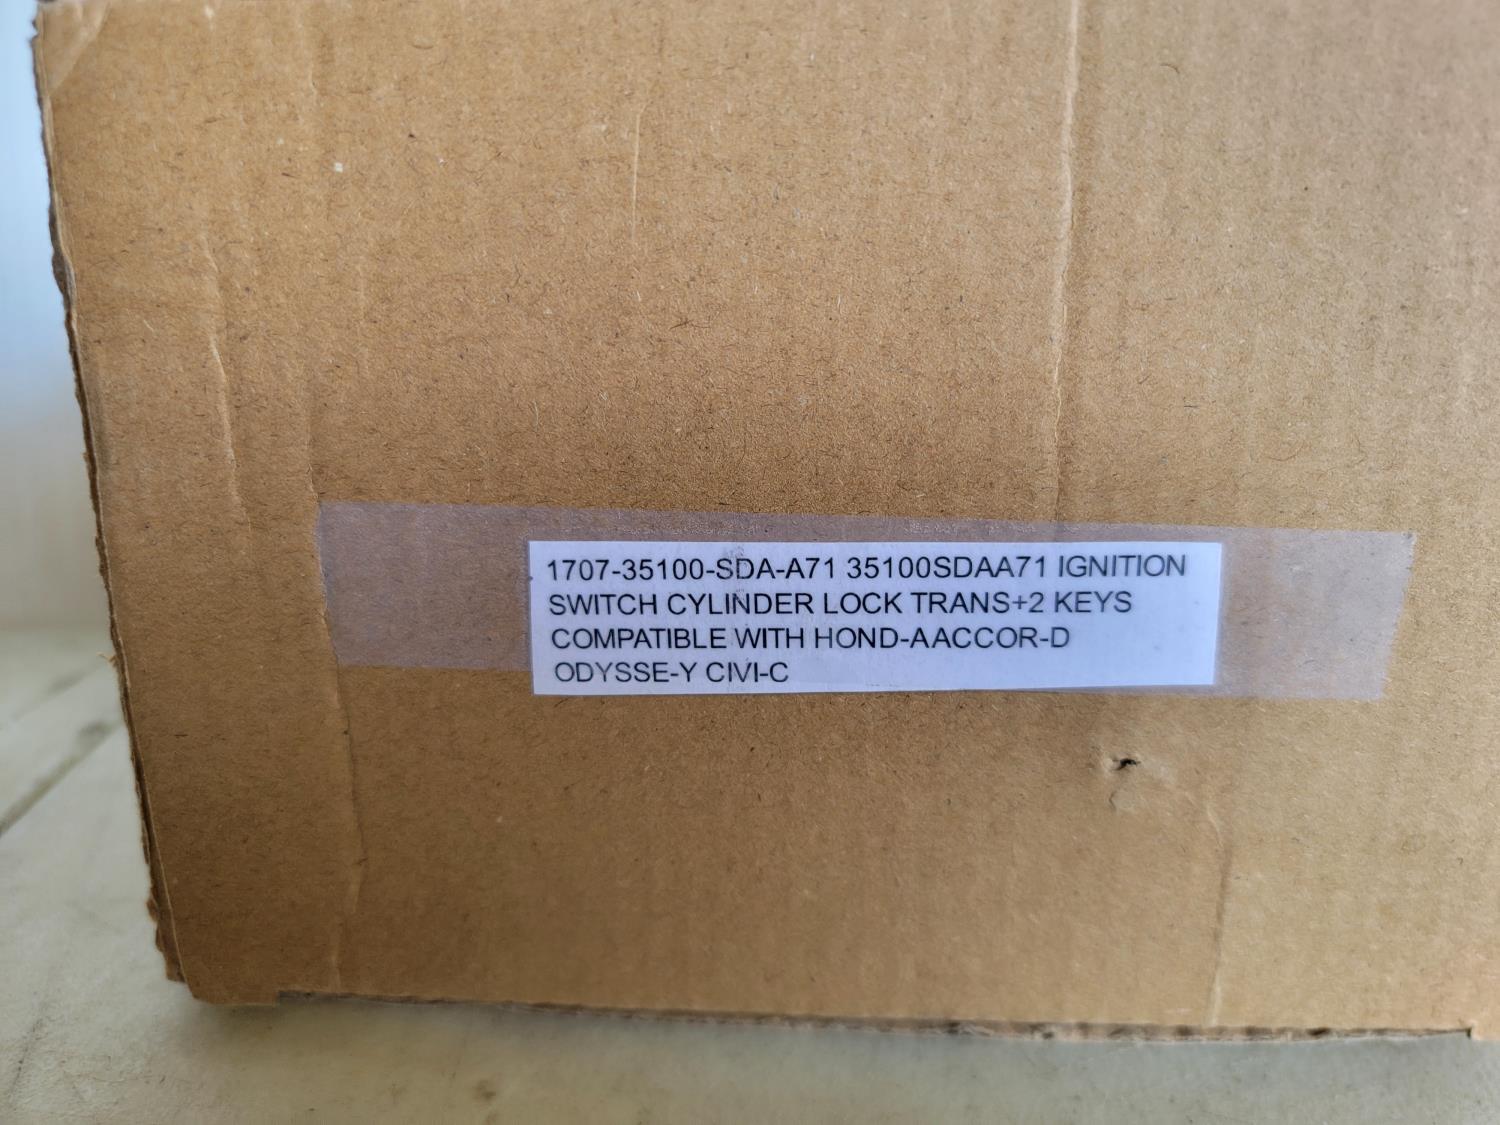 1707-35100-SDA-A71 35100SDAA71 IGNITION
SWITCH CYLINDER LOCK TRANS+2 KEYS
COMPATIBLE WITH HOND-AACCOR-D
ODYSSE-Y CIVI-C